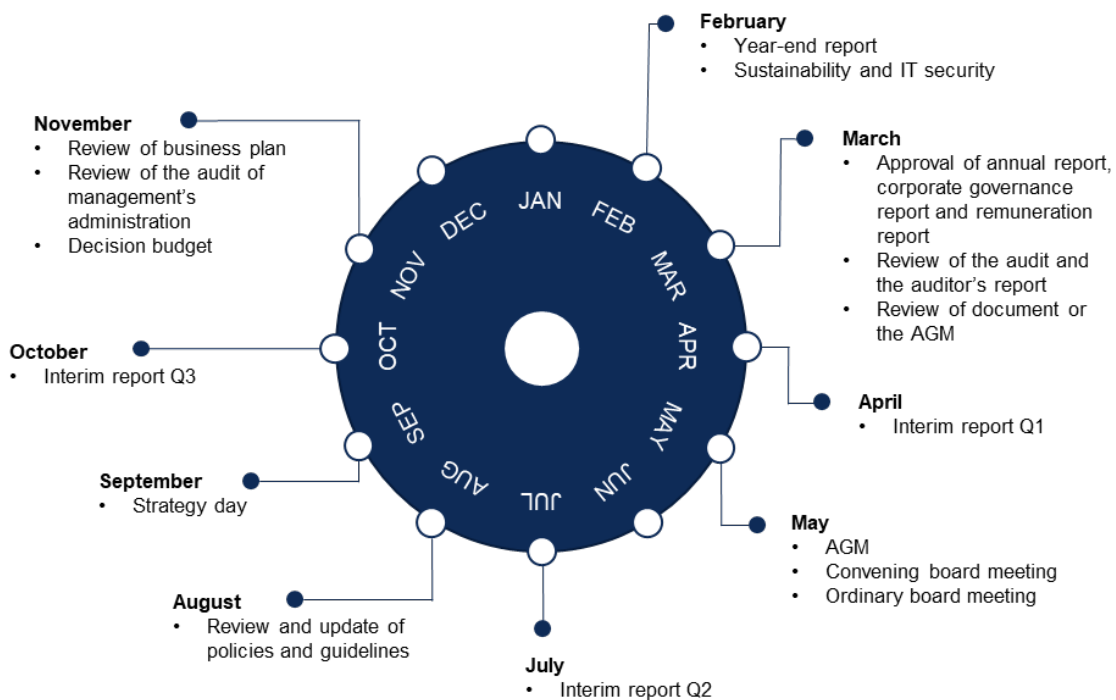 February
• Year-end report
• Sustainability and IT security
March
• Approval of annual report,
corporate governance
report and remuneration
report
• Review of the audit and
the auditor's report
• Review of document or
the AGM
April
• Interim report Q1
May
• AGM
• Convening board meeting
• Ordinary board meeting
July
• Interim report Q2
August
• Review and update of
policies and guidelines
September
• Strategy day
October
• Interim report Q3
November
• Review of business plan
• Review of the audit of
management's
administration
• Decision budget
JAN
FEB
MAR
APR
MAY
JUN
JUL
AUG
SEP
OCT
NOV
DEC